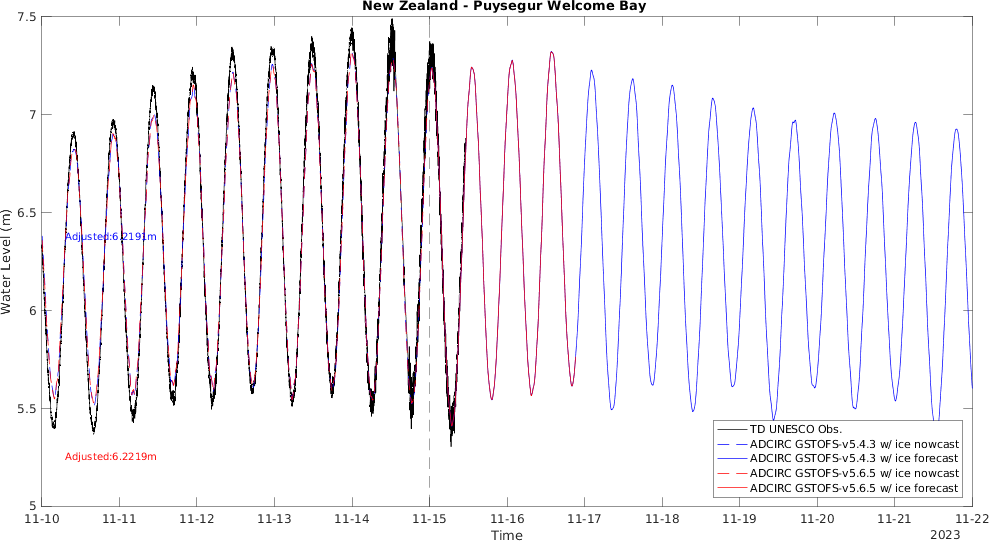 New Zealand - Puysegur Welcome Bay
7.5
7
6.5
6
5.5
5
Water Level (m)
Adjusted:6.2191m
Adjusted:6.2219m
TD UNESCO Obs.
ADCIRC GSTOFS-v5.4.3 w/ ice nowcast
ADCIRC GSTOFS-v5.4.3 w/ ice forecast
ADCIRC GSTOFS-v5.6.5 w/ ice nowcast
ADCIRC GSTOFS-v5.6.5 w/ ice forecast
11-10 11-11 11-12 11-13 11-14 11-15 11-16 11-17 11-18 11-19 11-20 11-21 11-22
Time
2023